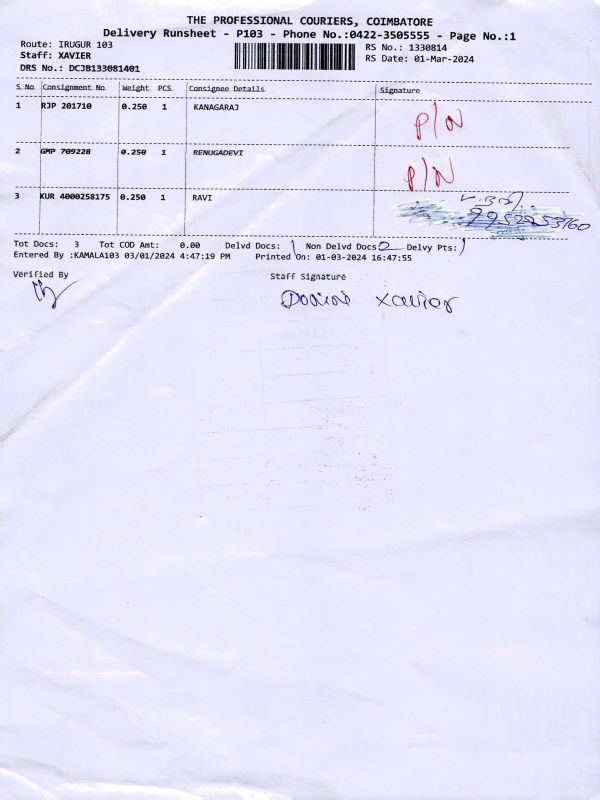 THE PROFESSIONAL COURIERS, COIMBATORE
Delivery Runsheet - P103 - Phone No.:0422-3505555 - Page No.:1
Route: IRUGUR 103 RS No.: 1330814
Staff: XAVIER RS Date: 01-Mar-2024
DRS No.: DCJB133081401
S.No Consignment No Weight PCS Consignee Details Signature
1 RJP 201710 0.250 1 KANAGARAJ P/N
2 GMP 709228 0.250 1 RENUGADEVI P/N
3 KUR 4000258175 0.250 1 RAVI
Tot Docs: 3 Tot COD Amt: 0.00 Delvd Docs: 1 Non Delvd Docs 2 Delvy Pts: 1
Entered By :KAMALA103 03/01/2024 4:47:19 PM Printed On: 01-03-2024 16:47:55
Verified By Staff Signature
Xavier